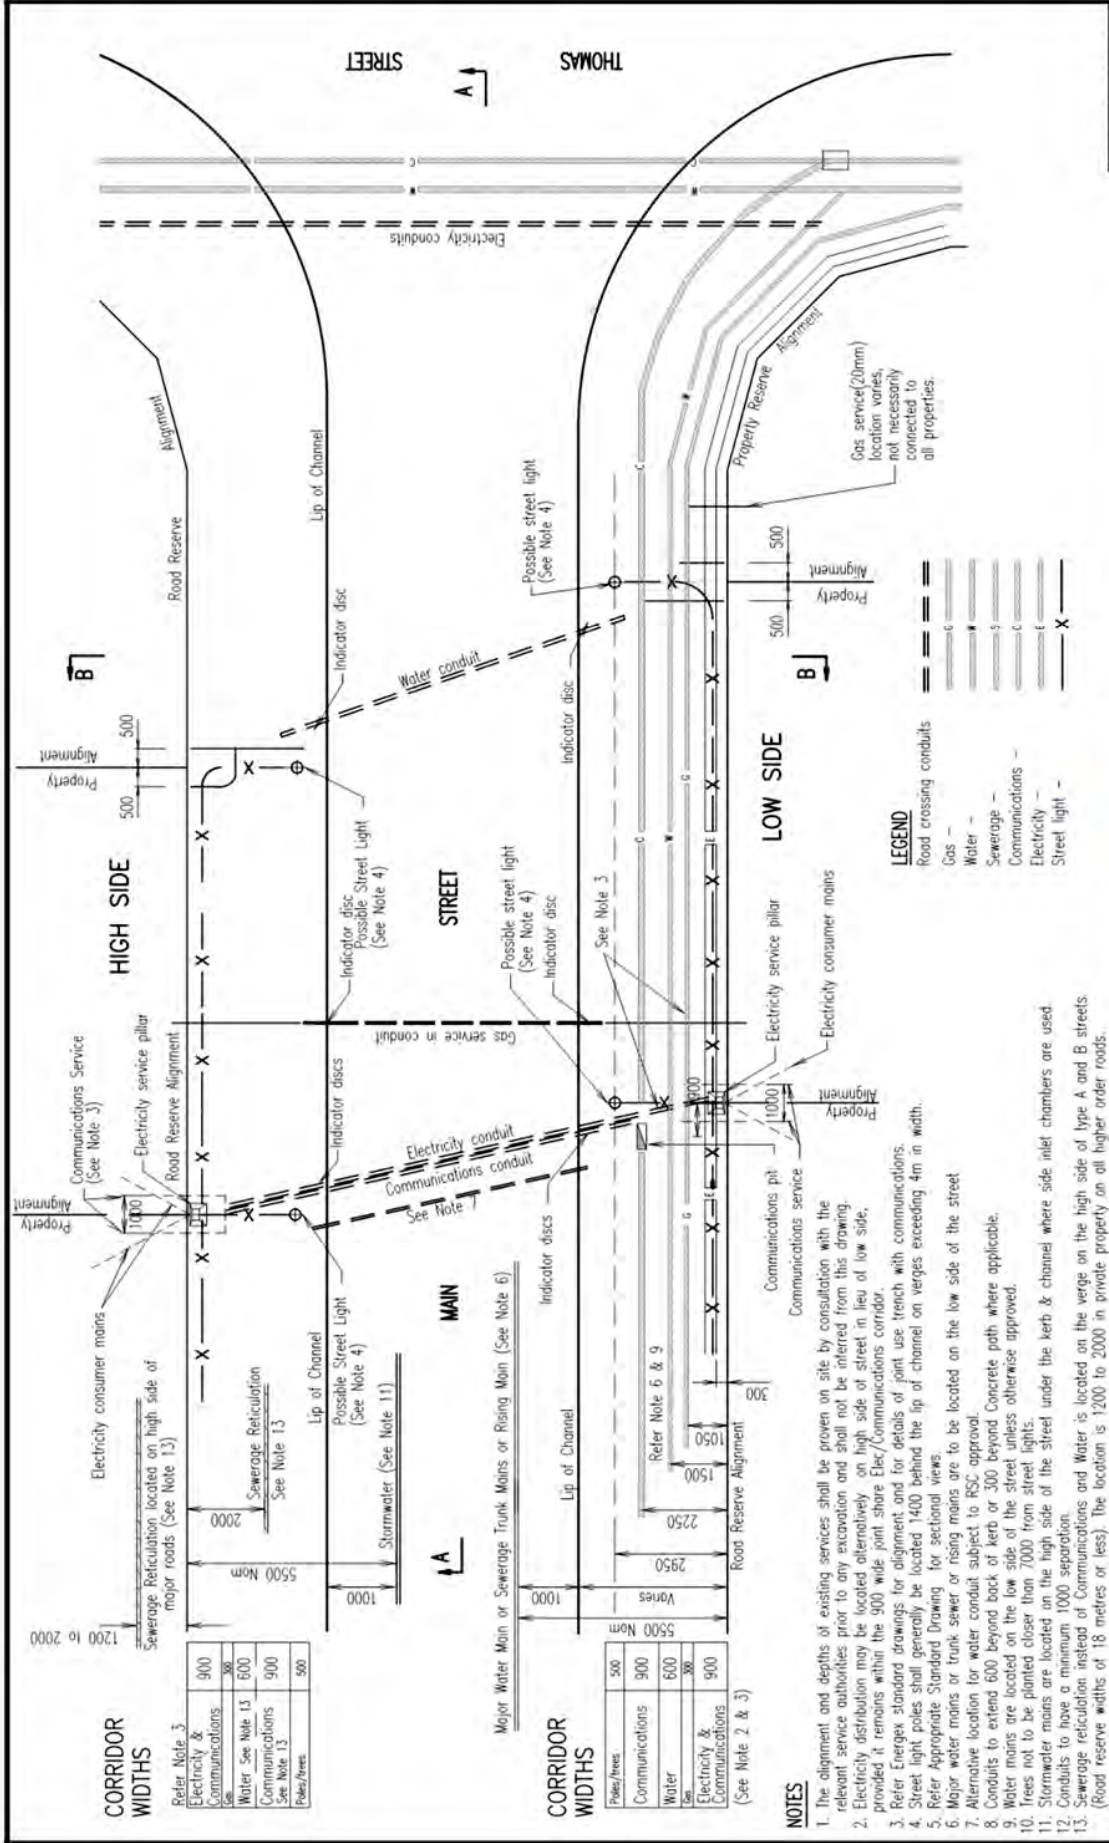 THOMAS
STREET
A
Electricity conduits
C
W
C
W
Alignment
Road Reserve
Lip of Channel
Property Reserve
Alignment
Gas service(20mm)
location varies,
not necessarily
connected to
all properties.
Possible street light
(See Note 4)
500
500
Property
Alignment
B
500
500
Property
Alignment
Indicator disc
Water conduit
Indicator disc
B
HIGH SIDE
STREET
LOW SIDE
Indicator disc
Possible Street Light
(See Note 4)
Possible street light
(See Note 4)
Indicator disc
See Note 3
Gas service in conduit
Communications Service
(See Note 3)
Electricity service pillar
Road Reserve Alignment
Property
Alignment
1000
Indicator discs
Electricity conduit
Communications conduit
See Note 7
Electricity service pillar
Electricity consumer mains
900
1000
Property
Alignment
Communications pit
Communications service
Indicator discs
Electricity consumer mains
MAIN
Lip of Channel
Possible Street Light
(See Note 4)
Sewerage Reticulation located on high side of
major roads (See Note 13)
1200 to 2000
Sewerage Reticulation
See Note 13
2000
5500 Nom
Stormwater (See Note 11)
1000
A
Major Water Main or Sewerage Trunk Mains or Rising Main (See Note 6)
1000
Lip of Channel
Refer Note 6 & 9
300
1050
1500
2250
2950
Varies
5500 Nom
Road Reserve Alignment
CORRIDOR
WIDTHS
Refer Note 3
Electricity &
Communications
900
Gas
300
Water See Note 13
600
Communications
See Note 13
900
Poles/trees
500
CORRIDOR
WIDTHS
Poles/trees
500
Communications
900
Water
600
Gas
300
Electricity &
Communications
900
(See Note 2 & 3)
LEGEND
Road crossing conduits
Gas – G
Water – W
Sewerage – S
Communications – C
Electricity – E
Street light – X
NOTES
1. The alignment and depths of existing services shall be proven on site by consultation with the
relevant service authorities prior to any excavation and shall not be inferred from this drawing.
2. Electricity distribution may be located alternatively on high side of street in lieu of low side,
provided it remains within the 900 wide joint share Elec/Communications corridor.
3. Refer Energex standard drawings for alignment and for details of joint use trench with communications.
4. Street light poles shall generally be located 1400 behind the lip of channel on verges exceeding 4m in width.
5. Refer Appropriate Standard Drawing for sectional views.
6. Major water mains or trunk sewer or rising mains are to be located on the low side of the street
7. Alternative location for water conduit subject to RSC approval.
8. Conduits to extend 600 beyond back of kerb or 300 beyond Concrete path where applicable.
9. Water mains are located on the low side of the street unless otherwise approved.
10. Trees not to be planted closer than 7000 from street lights.
11. Stormwater mains are located on the high side of the street under the kerb & channel where side inlet chambers are used.
12. Conduits to have a minimum 1000 separation.
13. Sewerage reticulation instead of Communications and Water is located on the verge on the high side of type A and B streets.
(Road reserve widths of 18 metres or less). The location is 1200 to 2000 in private property on all higher order roads.